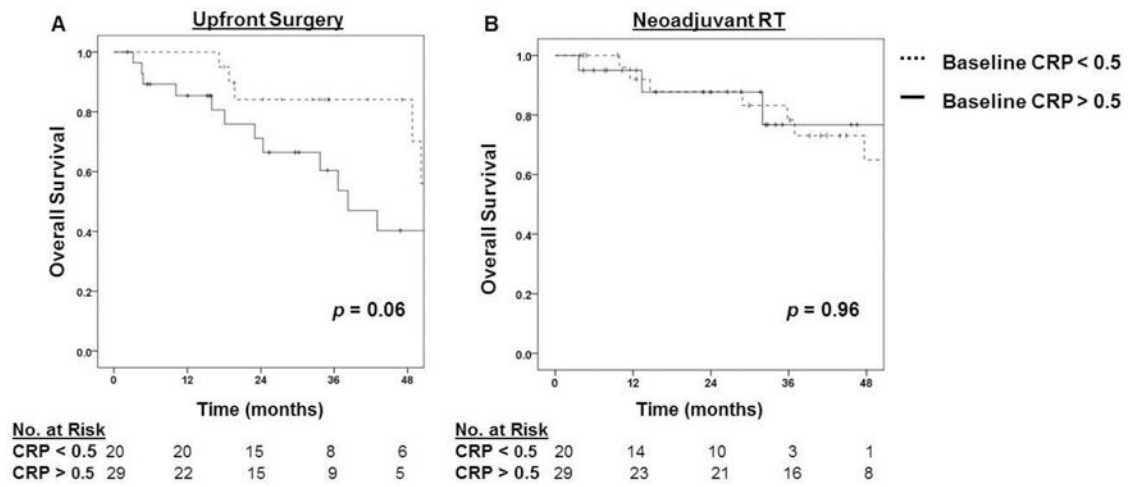 A
Upfront Surgery
Overall Survival
1.0
0.8
0.6
0.4
0.2
0.0
p = 0.06
0 12 24 36 48
Time (months)
No. at Risk
CRP < 0.5 20 20 15 8 6
CRP > 0.5 29 22 15 9 5
B
Neoadjuvant RT
Overall Survival
1.0
0.8
0.6
0.4
0.2
0.0
p = 0.96
0 12 24 36 48
Time (months)
No. at Risk
CRP < 0.5 20 14 10 3 1
CRP > 0.5 29 23 21 16 8
Baseline CRP < 0.5
Baseline CRP > 0.5